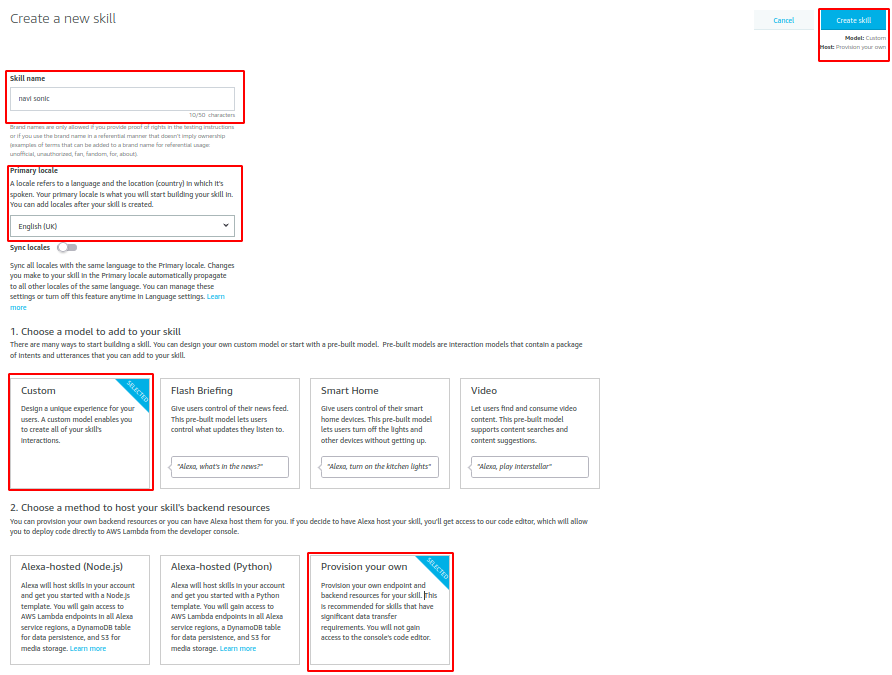 Create a new skill
Cancel
Create skill
Model: Custom
Host: Provision your own
Skill name
navi sonic
10/50 characters
Brand names are only allowed if you provide proof of rights in the testing instructions
or if you use the brand name in a referential manner that doesn't imply ownership
(examples of terms that can be added to a brand name for referential usage:
unofficial, unauthorized, fan, fandom, for, about).
Primary locale
A locale refers to a language and the location (country) in which it's
spoken. Your primary locale is what you will start building your skill in.
You can add locales after your skill is created.
English (UK)
Sync locales
Sync all locales with the same language to the Primary locale. Changes
you make to your skill in the Primary locale automatically propagate
to all other locales of the same language. You can manage these
settings or turn off this feature anytime in Language settings. Learn
more
1. Choose a model to add to your skill
There are many ways to start building a skill. You can design your own custom model or start with a pre-built model. Pre-built models are interaction models that contain a package
of intents and utterances that you can add to your skill.
Custom
SELECTED
Design a unique experience for your
users. A custom model enables you
to create all of your skill's
interactions.
Flash Briefing
Give users control of their news feed.
This pre-built model lets users
control what updates they listen to.
"Alexa, what's in the news?"
Smart Home
Give users control of their smart
home devices. This pre-built model
lets users turn off the lights and
other devices without getting up.
"Alexa, turn on the kitchen lights"
Video
Let users find and consume video
content. This pre-built model
supports content searches and
content suggestions.
"Alexa, play Interstellar"
2. Choose a method to host your skill's backend resources
You can provision your own backend resources or you can have Alexa host them for you. If you decide to have Alexa host your skill, you'll get access to our code editor, which will allow
you to deploy code directly to AWS Lambda from the developer console.
Alexa-hosted (Node.js)
Alexa will host skills in your account
and get you started with a Node.js
template. You will gain access to
AWS Lambda endpoints in all Alexa
service regions, a DynamoDB table
for data persistence, and S3 for
media storage. Learn more
Alexa-hosted (Python)
Alexa will host skills in your account
and get you started with a Python
template. You will gain access to
AWS Lambda endpoints in all Alexa
service regions, a DynamoDB table
for data persistence, and S3 for
media storage. Learn more
Provision your own
SELECTED
Provision your own endpoint and
backend resources for your skill. This
is recommended for skills that have
significant data transfer
requirements. You will not gain
access to the console's code editor.